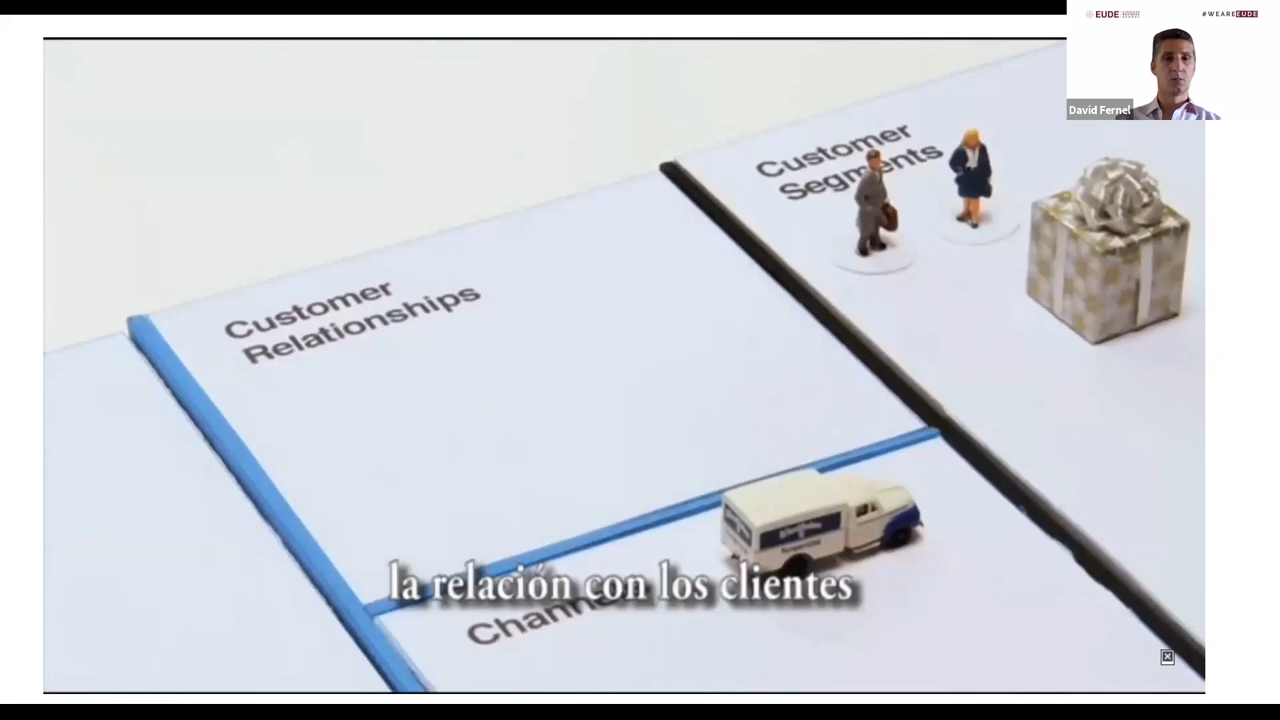 EUDE
#WEAREEUDE
David Fernel
Customer
Segments
Customer
Relationships
la relación con los clientes